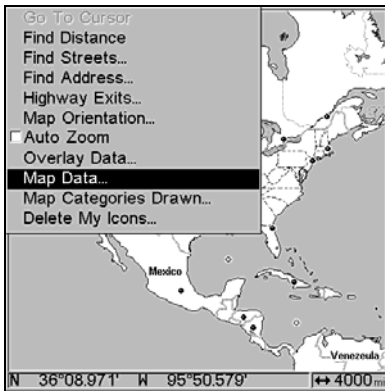 Go To Cursor
Find Distance
Find Streets...
Find Address...
Highway Exits...
Map Orientation...
Auto Zoom
Overlay Data...
Map Data...
Map Categories Drawn...
Delete My Icons...
Mexico
Venezuela
N 36°08.971' W 95°50.579' ↔ 4000